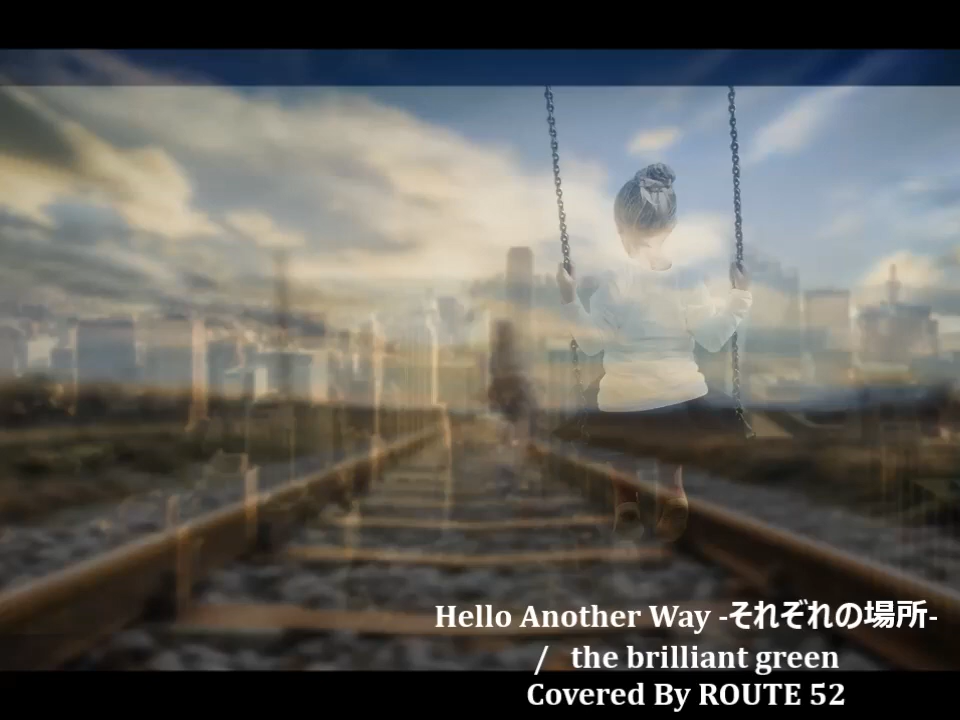 Hello Another Way -それぞれの場所-
/ the brilliant green
Covered By ROUTE 52